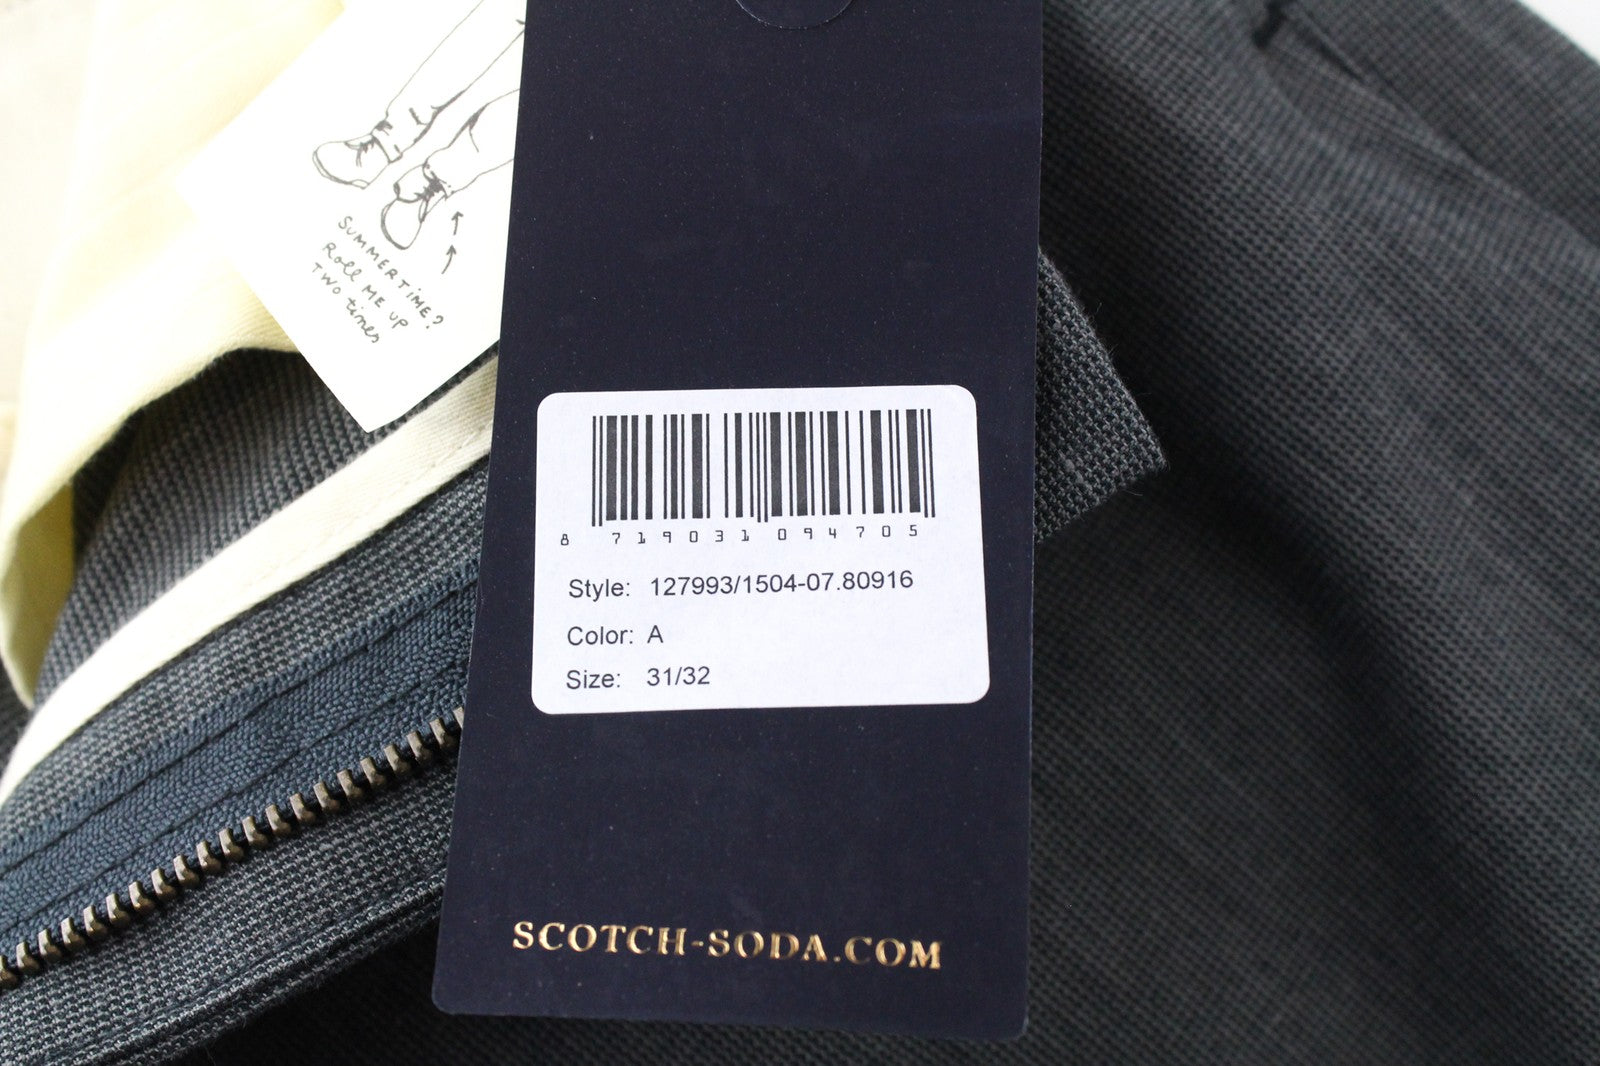 SUMMERTiME?
Roll ME UP
TWO times
8 719031 094705
Style: 127993/1504-07.80916
Color: A
Size: 31/32
SCOTCH-SODA.COM